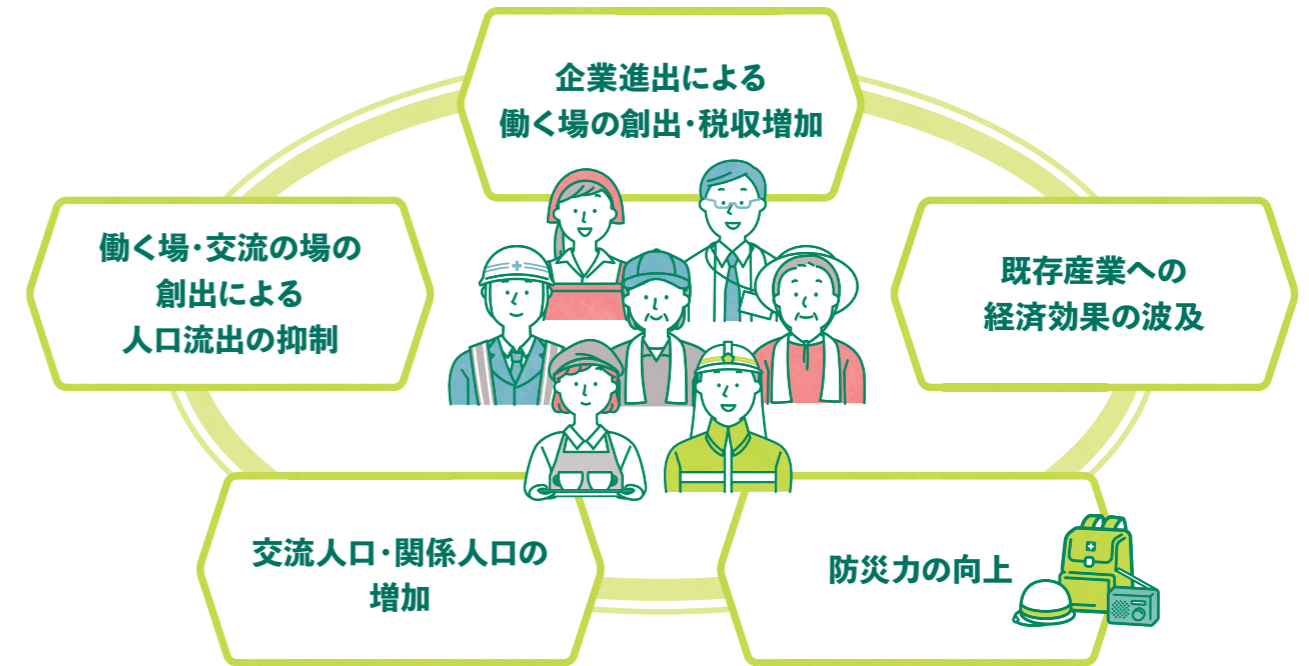 企業進出による
働く場の創出・税収増加
働く場・交流の場の
創出による
人口流出の抑制
既存産業への
経済効果の波及
交流人口・関係人口の
増加
防災力の向上